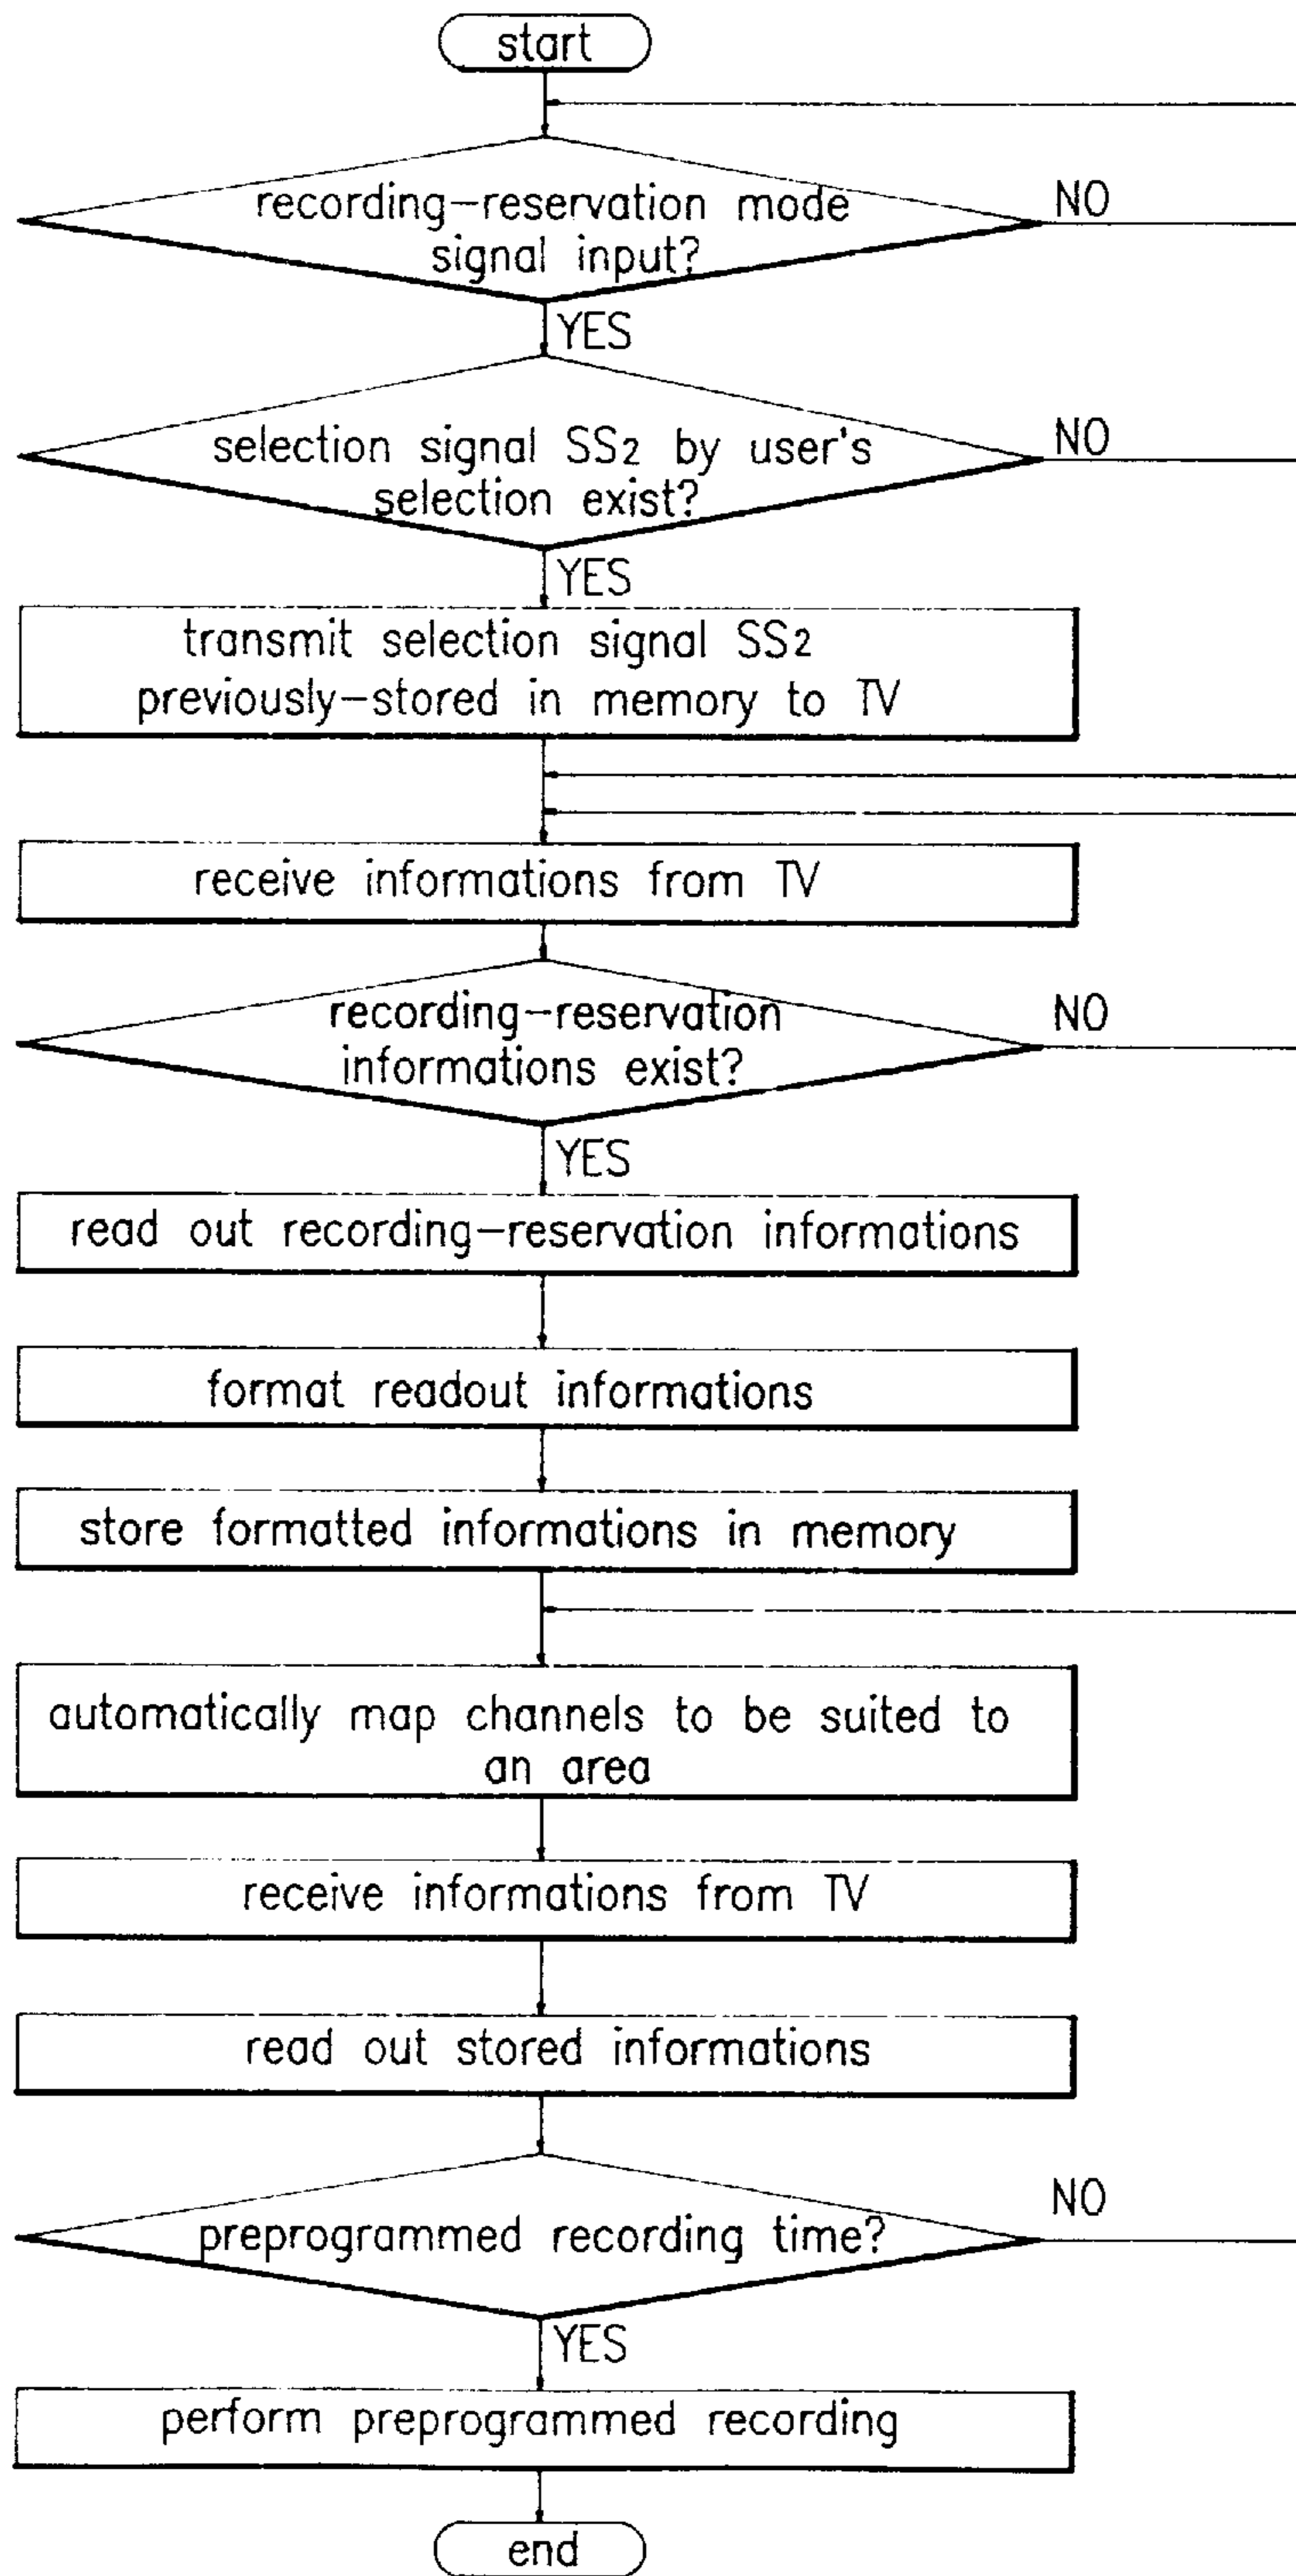 start
recording-reservation mode
signal input?
NO
YES
selection signal SS2 by user's
selection exist?
NO
YES
transmit selection signal SS2
previously-stored in memory to TV
receive informations from TV
recording-reservation
informations exist?
NO
YES
read out recording-reservation informations
format readout informations
store formatted informations in memory
automatically map channels to be suited to
an area
receive informations from TV
read out stored informations
preprogrammed recording time?
NO
YES
perform preprogrammed recording
end